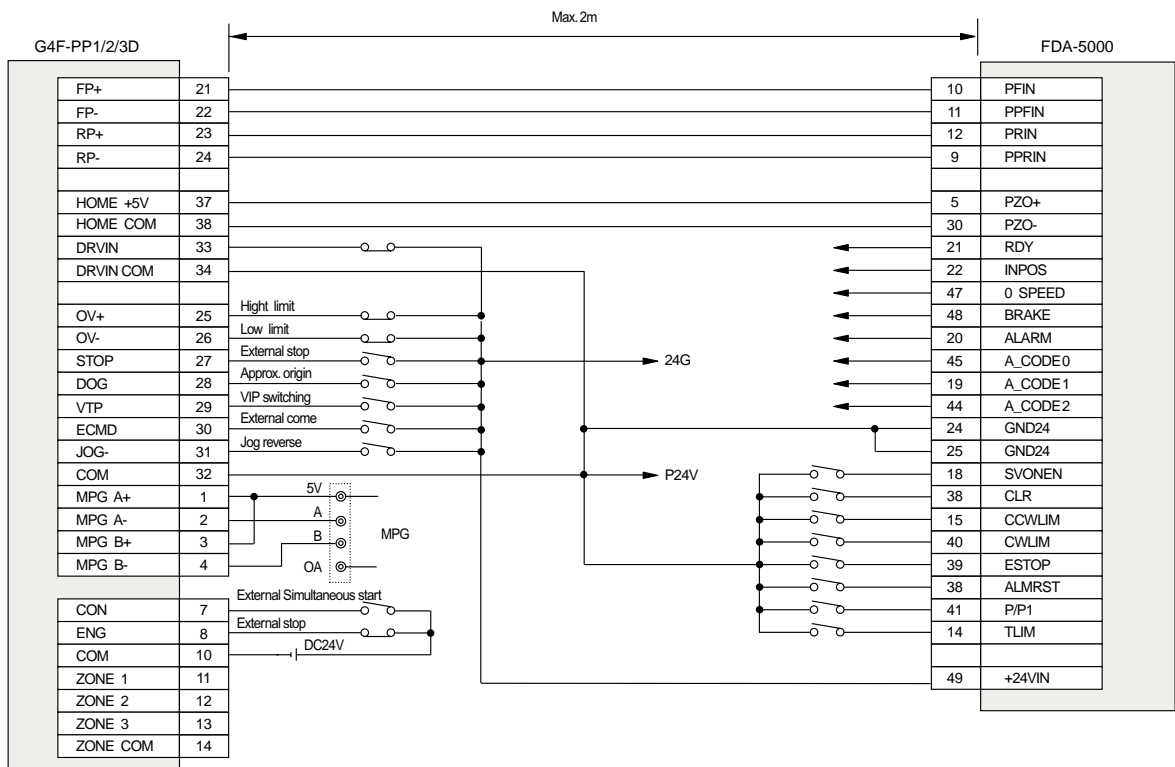 Max. 2m
G4F-PP1/2/3D
FDA-5000
FP+ 21
FP- 22
RP+ 23
RP- 24
HOME +5V 37
HOME COM 38
DRVIN 33
DRVIN COM 34
OV+ 25 Hight limit
OV- 26 Low limit
STOP 27 External stop
DOG 28 Approx. origin
VTP 29 VIP switching
ECMD 30 External come
JOG- 31 Jog reverse
COM 32
MPG A+ 1 5V
MPG A- 2 A
MPG B+ 3 B
MPG B- 4 OA
MPG
24G
P24V
CON 7 External Simultaneous start
ENG 8 External stop
COM 10 DC24V
ZONE 1 11
ZONE 2 12
ZONE 3 13
ZONE COM 14
10 PFIN
11 PPFIN
12 PRIN
9 PPRIN
5 PZO+
30 PZO-
21 RDY
22 INPOS
47 0 SPEED
48 BRAKE
20 ALARM
45 A_CODE0
19 A_CODE1
44 A_CODE2
24 GND24
25 GND24
18 SVONEN
38 CLR
15 CCWLIM
40 CWLIM
39 ESTOP
38 ALMRST
41 P/P1
14 TLIM
49 +24VIN